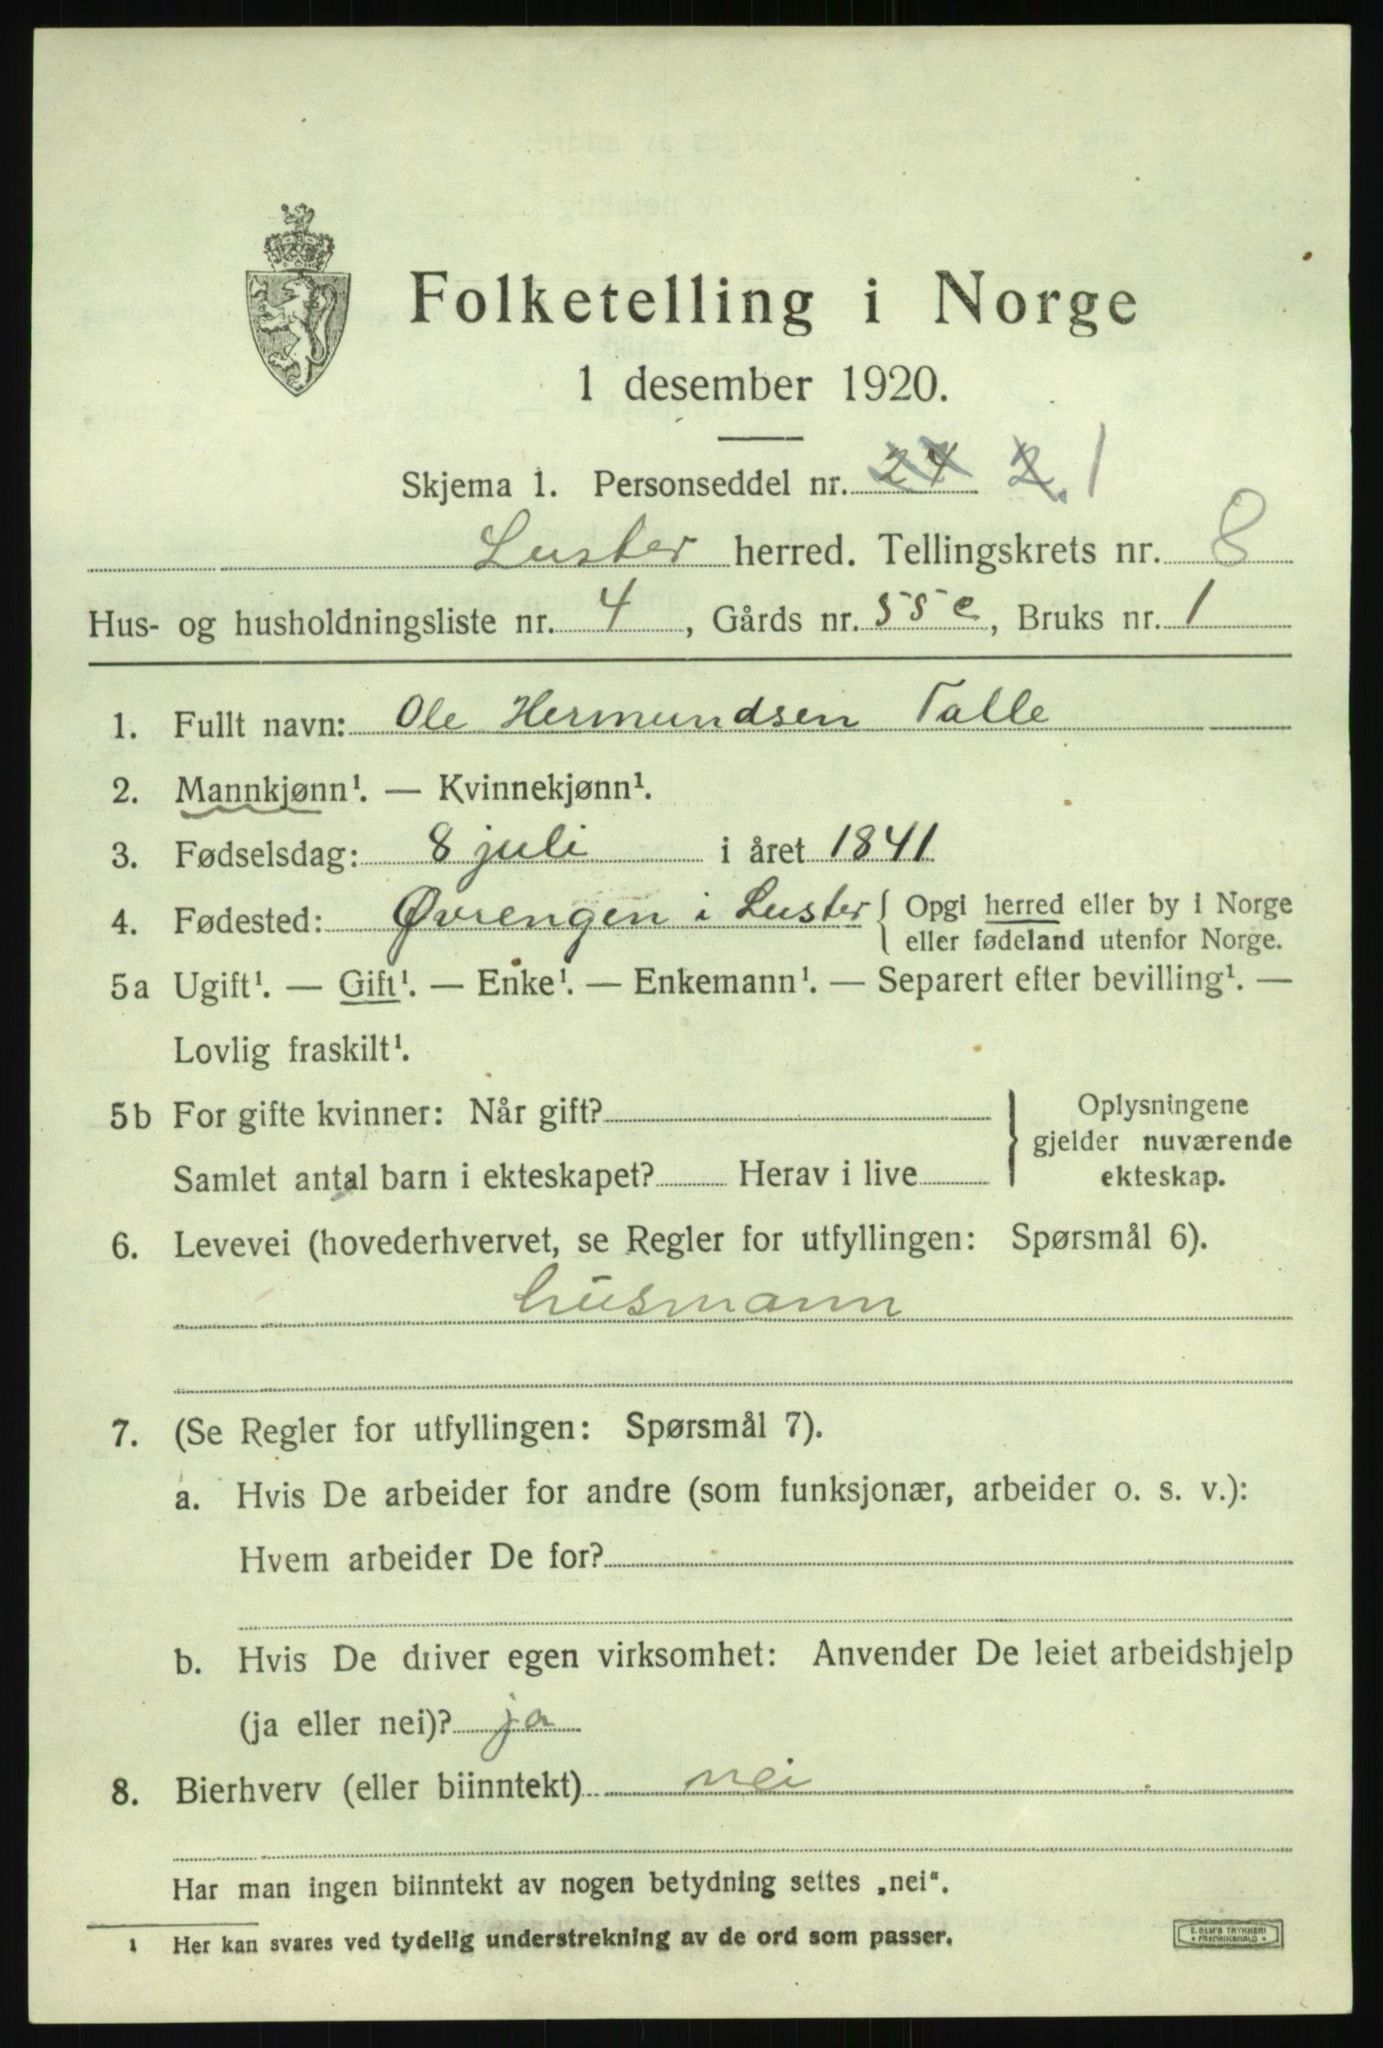 Folketelling i Norge
1 desember 1920.
Skjema 1. Personseddel nr. 24 2. 1
Luster herred. Tellingskrets nr. 8
Hus- og husholdningsliste nr. 4, Gårds nr. 55 e, Bruks nr. 1
1. Fullt navn: Ole Hermundsen Talle
2. Mannkjønn¹. — Kvinnekjønn¹.
3. Fødselsdag: 8 juli i året 1841
4. Fødested: Øvrengen i Luster { Opgi herred eller by i Norge
eller fødeland utenfor Norge.
5a Ugift¹. — Gift¹. — Enke¹. — Enkemann¹. — Separert efter bevilling¹. —
Lovlig fraskilt¹.
5b For gifte kvinner: Når gift? } Oplysningene
gjelder nuværende
Samlet antal barn i ekteskapet? Herav i live ekteskap.
6. Levevei (hovederhvervet, se Regler for utfyllingen: Spørsmål 6).
husmann
7. (Se Regler for utfyllingen: Spørsmål 7).
a. Hvis De arbeider for andre (som funksjonær, arbeider o. s. v.):
Hvem arbeider De for?
b. Hvis De driver egen virksomhet: Anvender De leiet arbeidshjelp
(ja eller nei)? ja
8. Bierhverv (eller biinntekt) nei
Har man ingen biinntekt av nogen betydning settes „nei“.
¹ Her kan svares ved tydelig understrekning av de ord som passer.
E. SEM'S TRYKKERI
* FREDRIKSHALD *